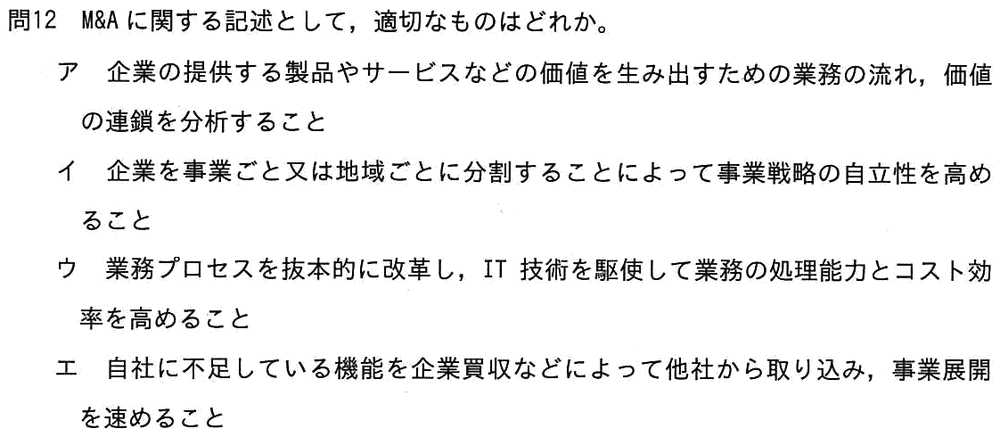 問12 M&Aに関する記述として，適切なものはどれか。
ア 企業の提供する製品やサービスなどの価値を生み出すための業務の流れ，価値
の連鎖を分析すること
イ 企業を事業ごと又は地域ごとに分割することによって事業戦略の自立性を高め
ること
ウ 業務プロセスを抜本的に改革し，IT 技術を駆使して業務の処理能力とコスト効
率を高めること
エ 自社に不足している機能を企業買収などによって他社から取り込み，事業展開
を速めること